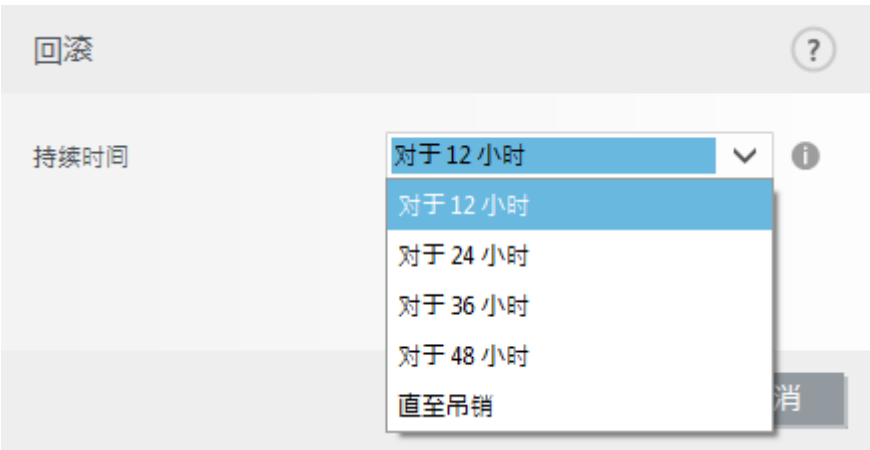 回滚
?
持续时间
对于 12 小时
对于 12 小时
对于 24 小时
对于 36 小时
对于 48 小时
直至吊销
消